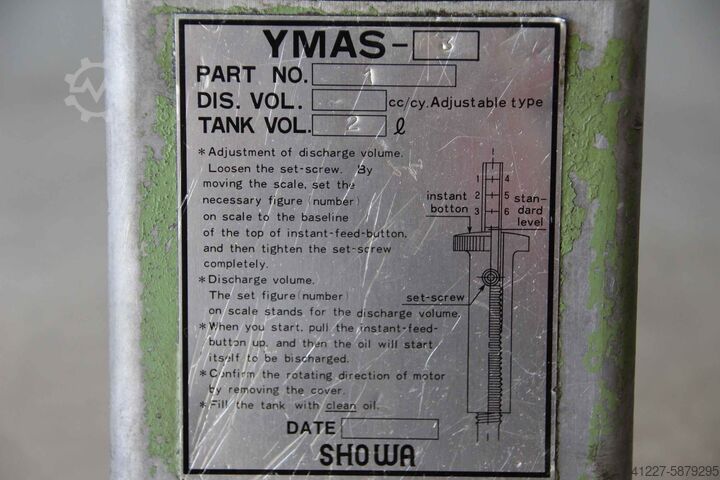 YMAS-
PART NO. 1
DIS. VOL. cc/cy. Adjustable type
TANK VOL. 2 ℓ
*Adjustment of discharge volume.
Loosen the set-screw. By
moving the scale, set the
necessary figure (number)
on scale to the baseline
of the top of instant-feed-button,
and then tighten the set-screw
completely.
*Discharge volume.
The set figure (number)
on scale stands for the discharge volume.
*When you start, pull the instant-feed-
button up, and then the oil will start
itself to be bischarged.
*Confirm the rotating direction of motor
by removing the cover.
*Fill the tank with clean oil.
1 4
2 5
3 6
instant
botton
stan-
dard
level
set-screw
DATE
SHOWA
41227-5879295